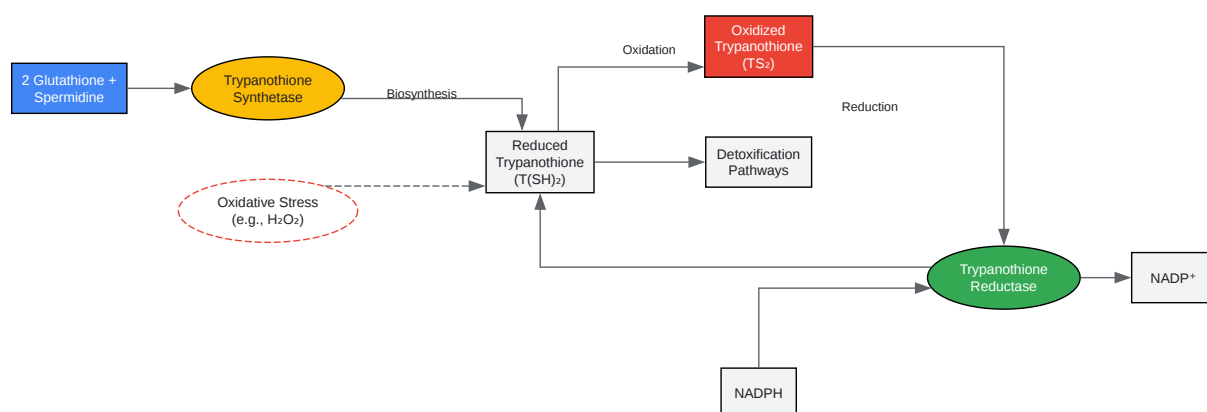 2 Glutathione +
Spermidine
Trypanothione
Synthetase
Biosynthesis
Oxidative Stress
(e.g., H₂O₂)
Reduced
Trypanothione
(T(SH)₂)
Oxidation
Oxidized
Trypanothione
(TS₂)
Reduction
Detoxification
Pathways
Trypanothione
Reductase
NADP⁺
NADPH